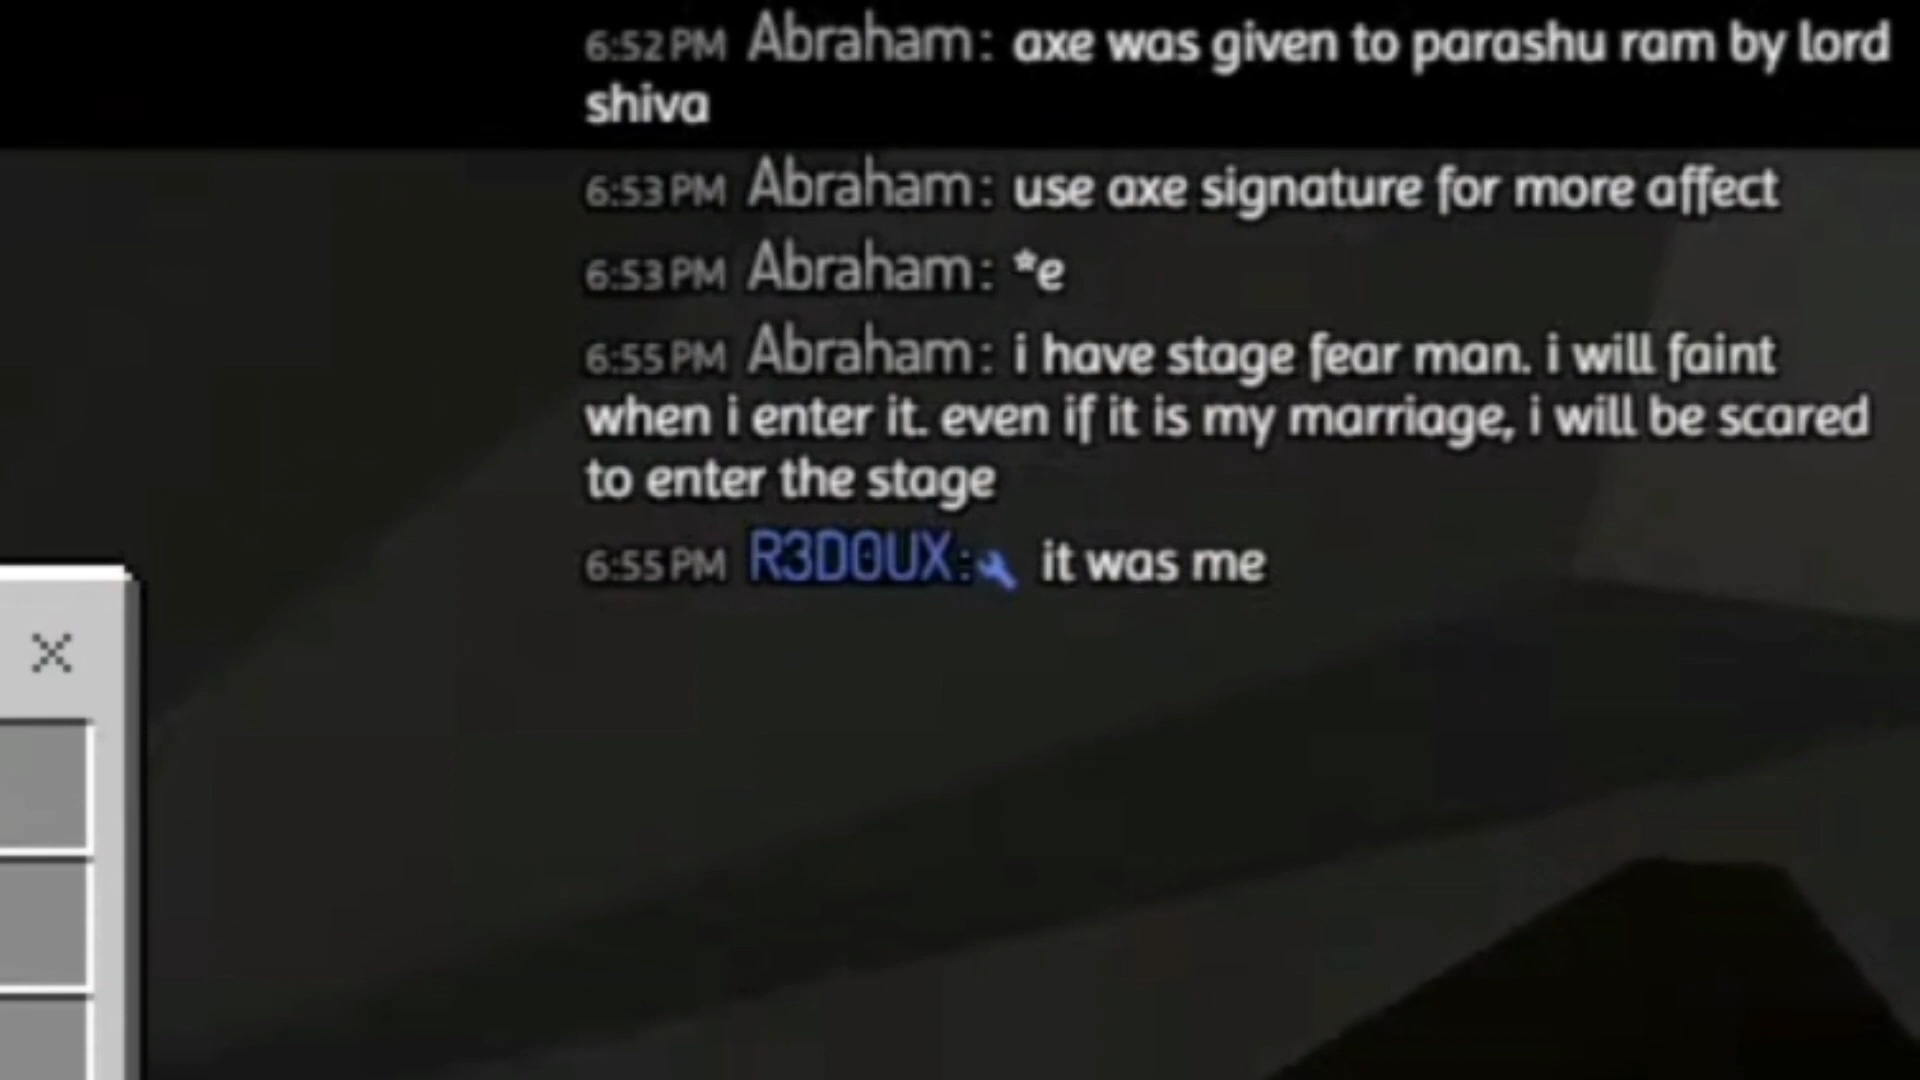 6:52 PM Abraham: axe was given to parashu ram by lord
shiva
6:53 PM Abraham: use axe signature for more affect
6:53 PM Abraham: *e
6:55 PM Abraham: i have stage fear man. i will faint
when i enter it. even if it is my marriage, i will be scared
to enter the stage
6:55 PM R3D0UX: it was me